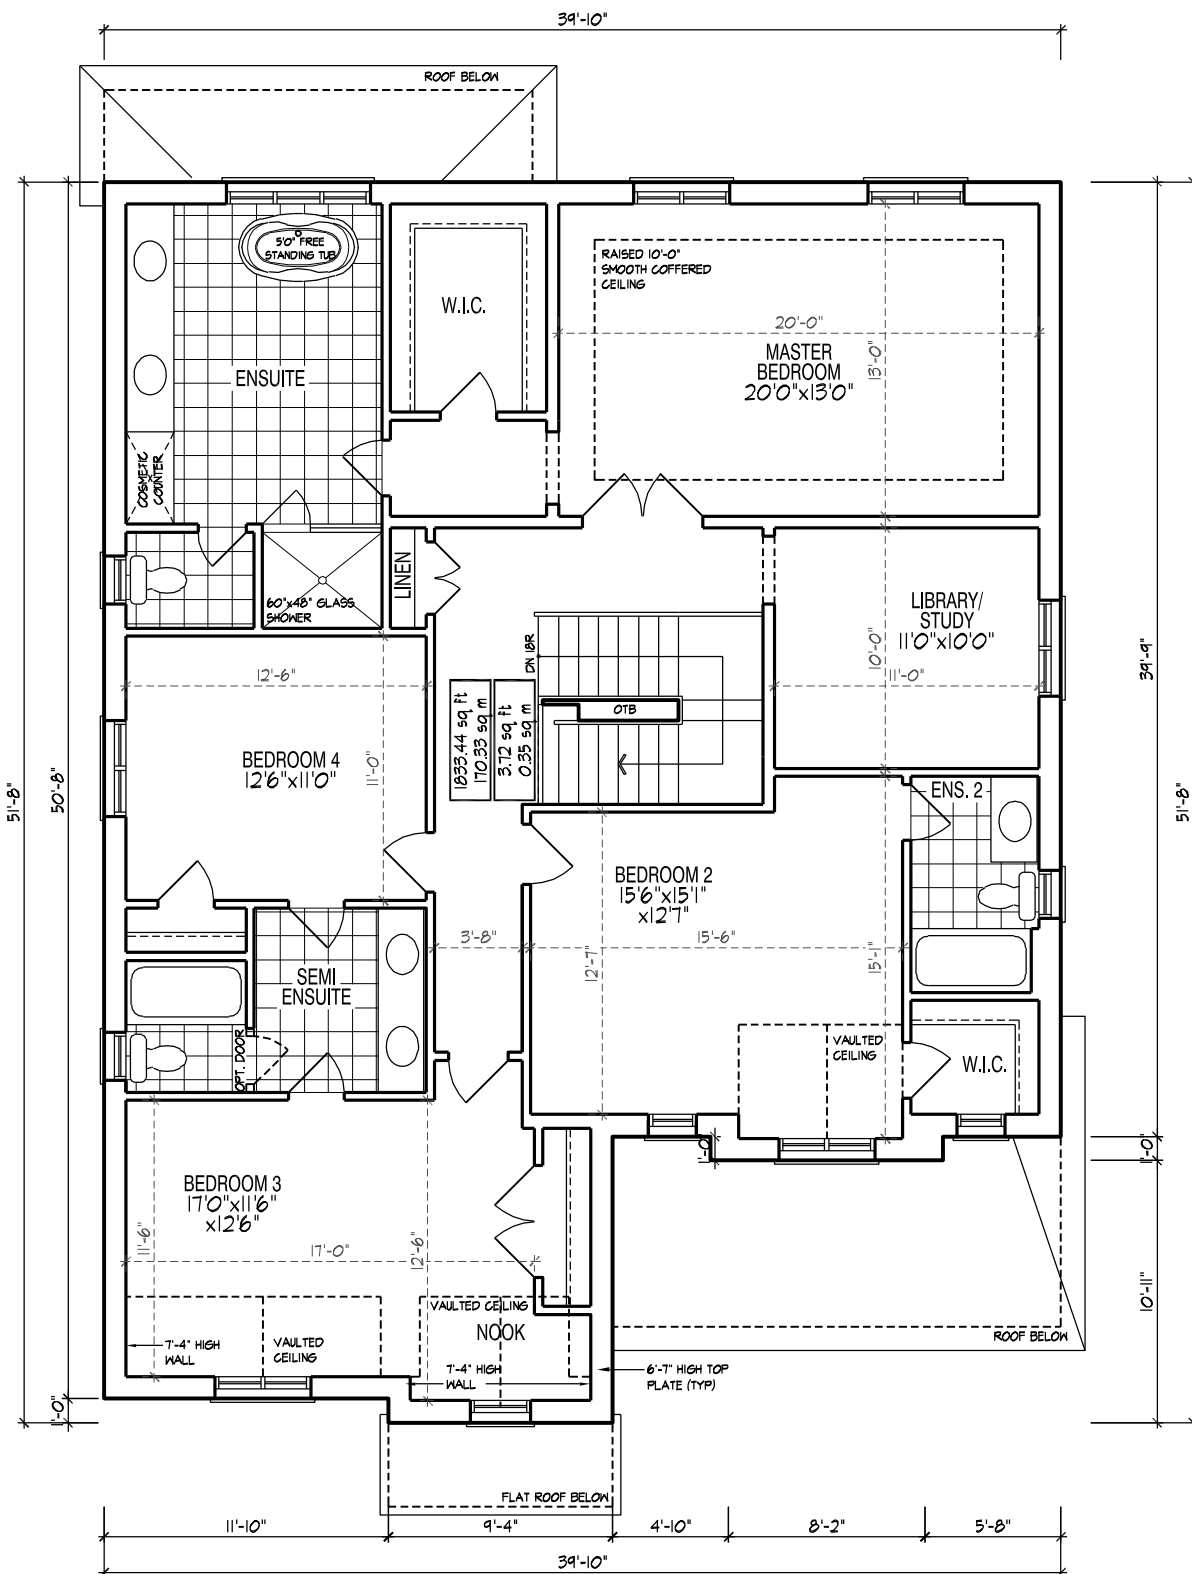 39'-10"
ROOF BELOW
5'0" FREE
STANDING TUB
W.I.C.
RAISED 10'-0"
SMOOTH COFFERED
CEILING
20'-0"
MASTER
BEDROOM
20'0"x13'0"
13'-0"
ENSUITE
COSMETIC
COUNTER
LINEN
60"x48" GLASS
SHOWER
LIBRARY/
STUDY
11'0"x10'0"
10'-0"
11'-0"
DN 18R
OTB
1833.44 sq ft
170.33 sq m
3.72 sq ft
0.35 sq m
12'-6"
BEDROOM 4
12'6"x11'0"
11'-0"
51'-8"
50'-8"
39'-9"
51'-8"
ENS. 2
BEDROOM 2
15'6"x15'1"
x12'7"
3'-8"
15'-6"
12'-7"
15'-1"
SEMI
ENSUITE
OPT. DOOR
VAULTED
CEILING
W.I.C.
1'-0"
1'-0"
BEDROOM 3
17'0"x11'6"
x12'6"
11'-6"
17'-0"
12'-6"
10'-11"
VAULTED CEILING
NOOK
7'-4" HIGH
WALL
VAULTED
CEILING
7'-4" HIGH
WALL
6'-7" HIGH TOP
PLATE (TYP)
ROOF BELOW
1'-0"
FLAT ROOF BELOW
11'-10"
9'-4"
4'-10"
8'-2"
5'-8"
39'-10"